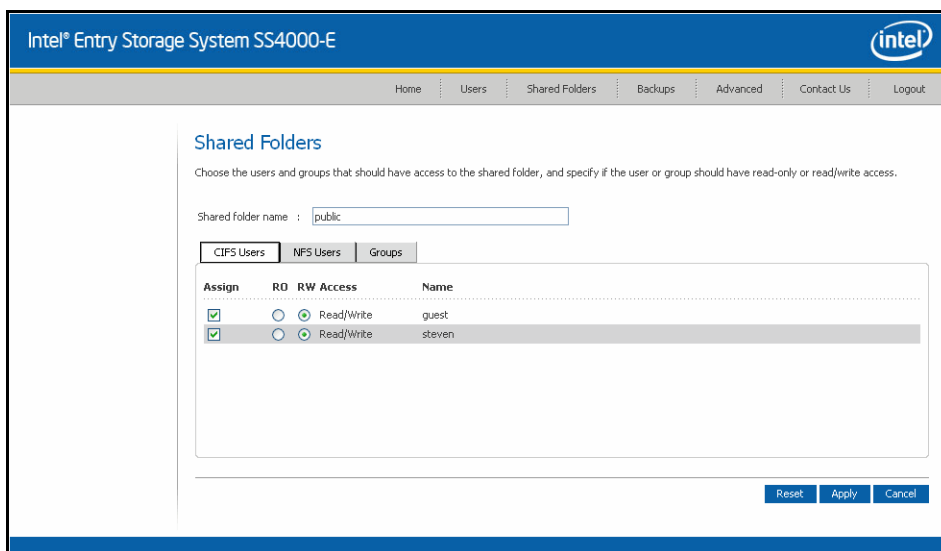 Intel® Entry Storage System SS4000-E
intel
Home Users Shared Folders Backups Advanced Contact Us Logout
Shared Folders
Choose the users and groups that should have access to the shared folder, and specify if the user or group should have read-only or read/write access.
Shared folder name : public
CIFS Users NFS Users Groups
Assign RO RW Access Name
Read/Write guest
Read/Write steven
Reset Apply Cancel